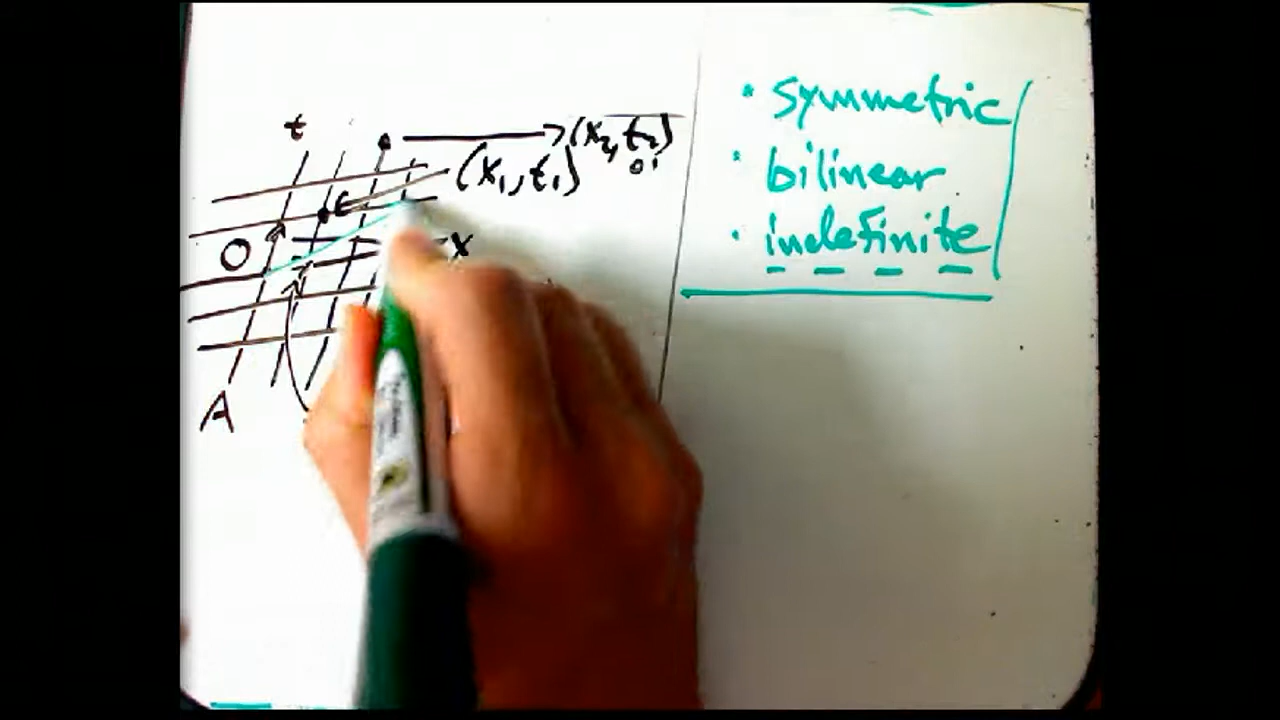 t
(x₂, t₂)
(x₁, t₁)
O
x
A
• symmetric
• bilinear
• indefinite